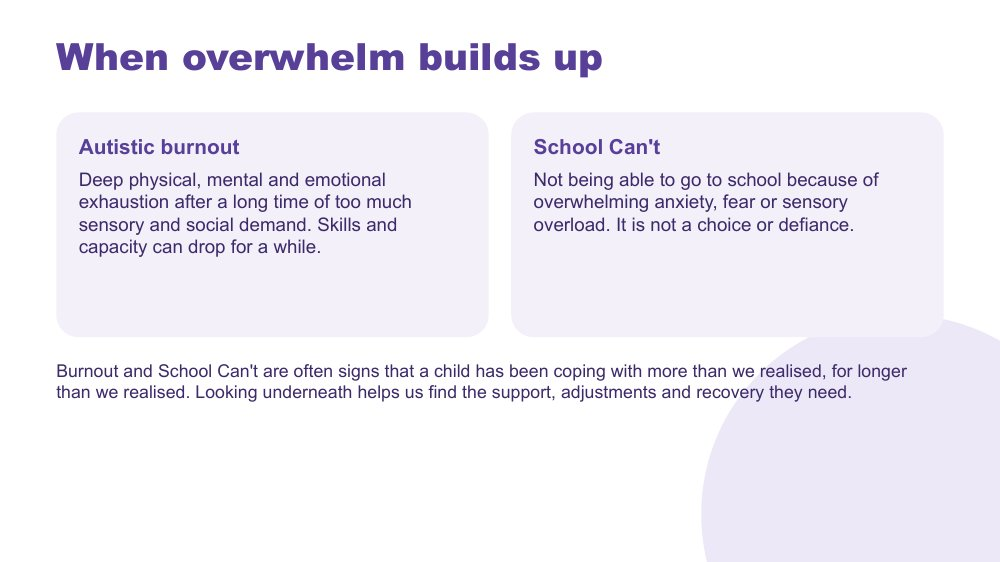 When overwhelm builds up
Autistic burnout
Deep physical, mental and emotional
exhaustion after a long time of too much
sensory and social demand. Skills and
capacity can drop for a while.
School Can't
Not being able to go to school because of
overwhelming anxiety, fear or sensory
overload. It is not a choice or defiance.
Burnout and School Can't are often signs that a child has been coping with more than we realised, for longer
than we realised. Looking underneath helps us find the support, adjustments and recovery they need.